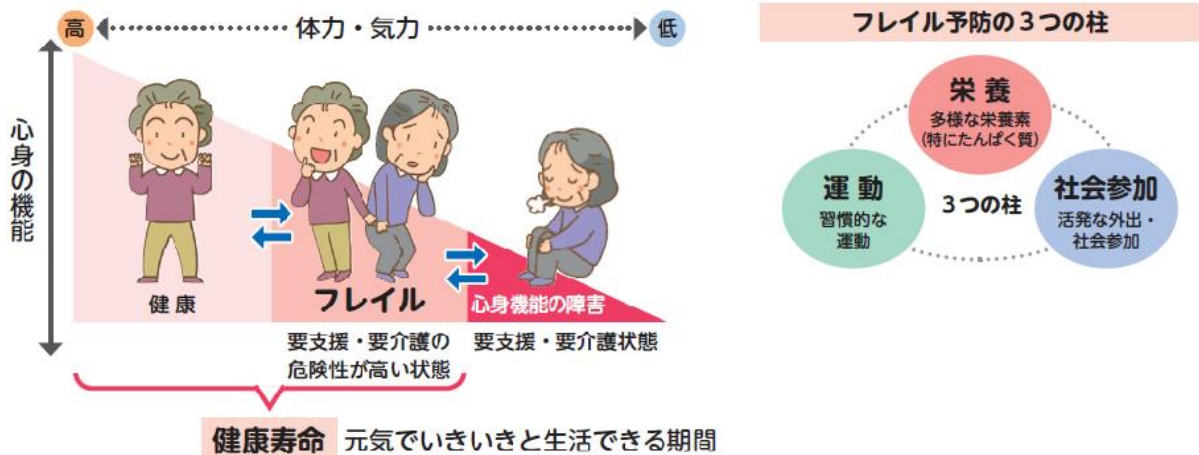 高 体力・気力 低
心身の機能
健康
フレイル
心身機能の障害
要支援・要介護の
危険性が高い状態
要支援・要介護状態
健康寿命 元気でいきいきと生活できる期間
フレイル予防の3つの柱
栄養
多様な栄養素
(特にたんぱく質)
運動
習慣的な
運動
3つの柱
社会参加
活発な外出・
社会参加